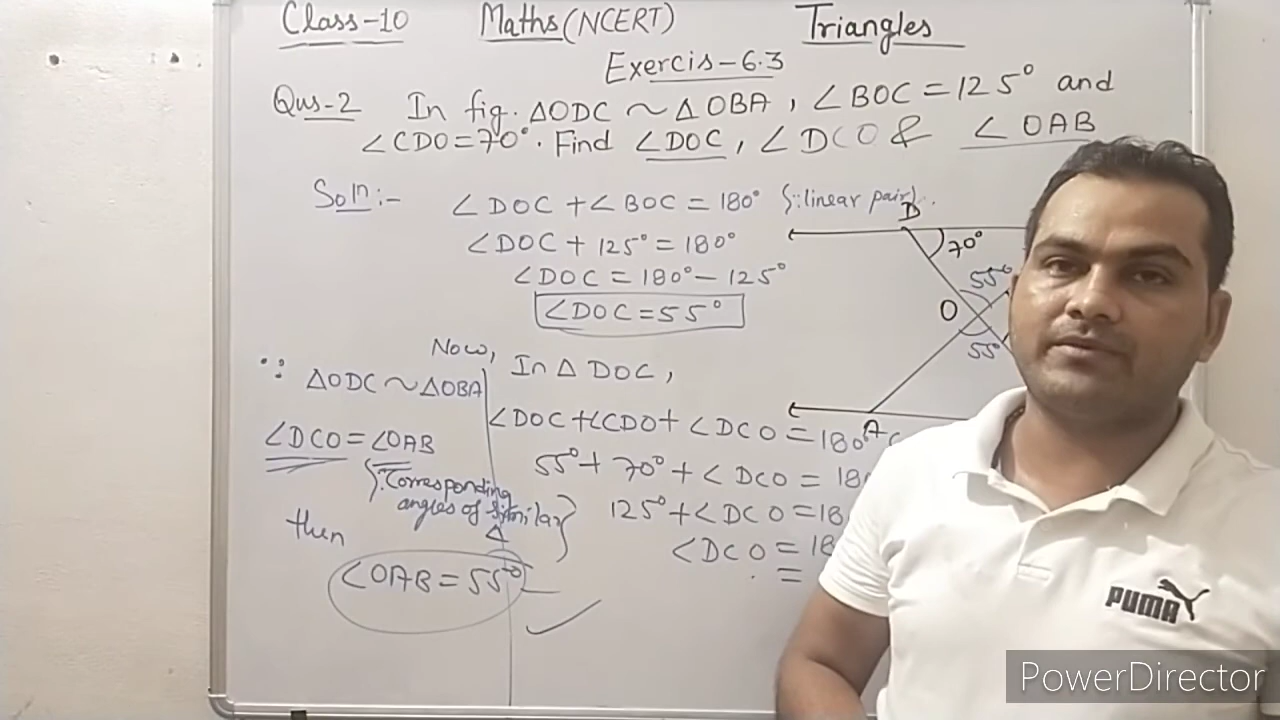 Class-10 Maths (NCERT) Triangles
Exercis-6.3
Qus-2 In fig. ΔODC ~ ΔOBA, ∠BOC = 125° and
∠CDO = 70°. Find ∠DOC, ∠DCO & ∠OAB
Soln:- ∠DOC + ∠BOC = 180° {∵linear pair}
∠DOC + 125° = 180°
∠DOC = 180° - 125°
∠DOC = 55°
D
70°
55°
O
55°
A
Now, In Δ DOC,
∠DOC + ∠CDO + ∠DCO = 180°
55° + 70° + ∠DCO = 18
125° + ∠DCO = 18
∠DCO = 18
=
∵ ΔODC ~ ΔOBA
∠DCO = ∠OAB
{∵Corresponding
angles of similar
Δ}
then
∠OAB = 55°
PUMA
PowerDirector